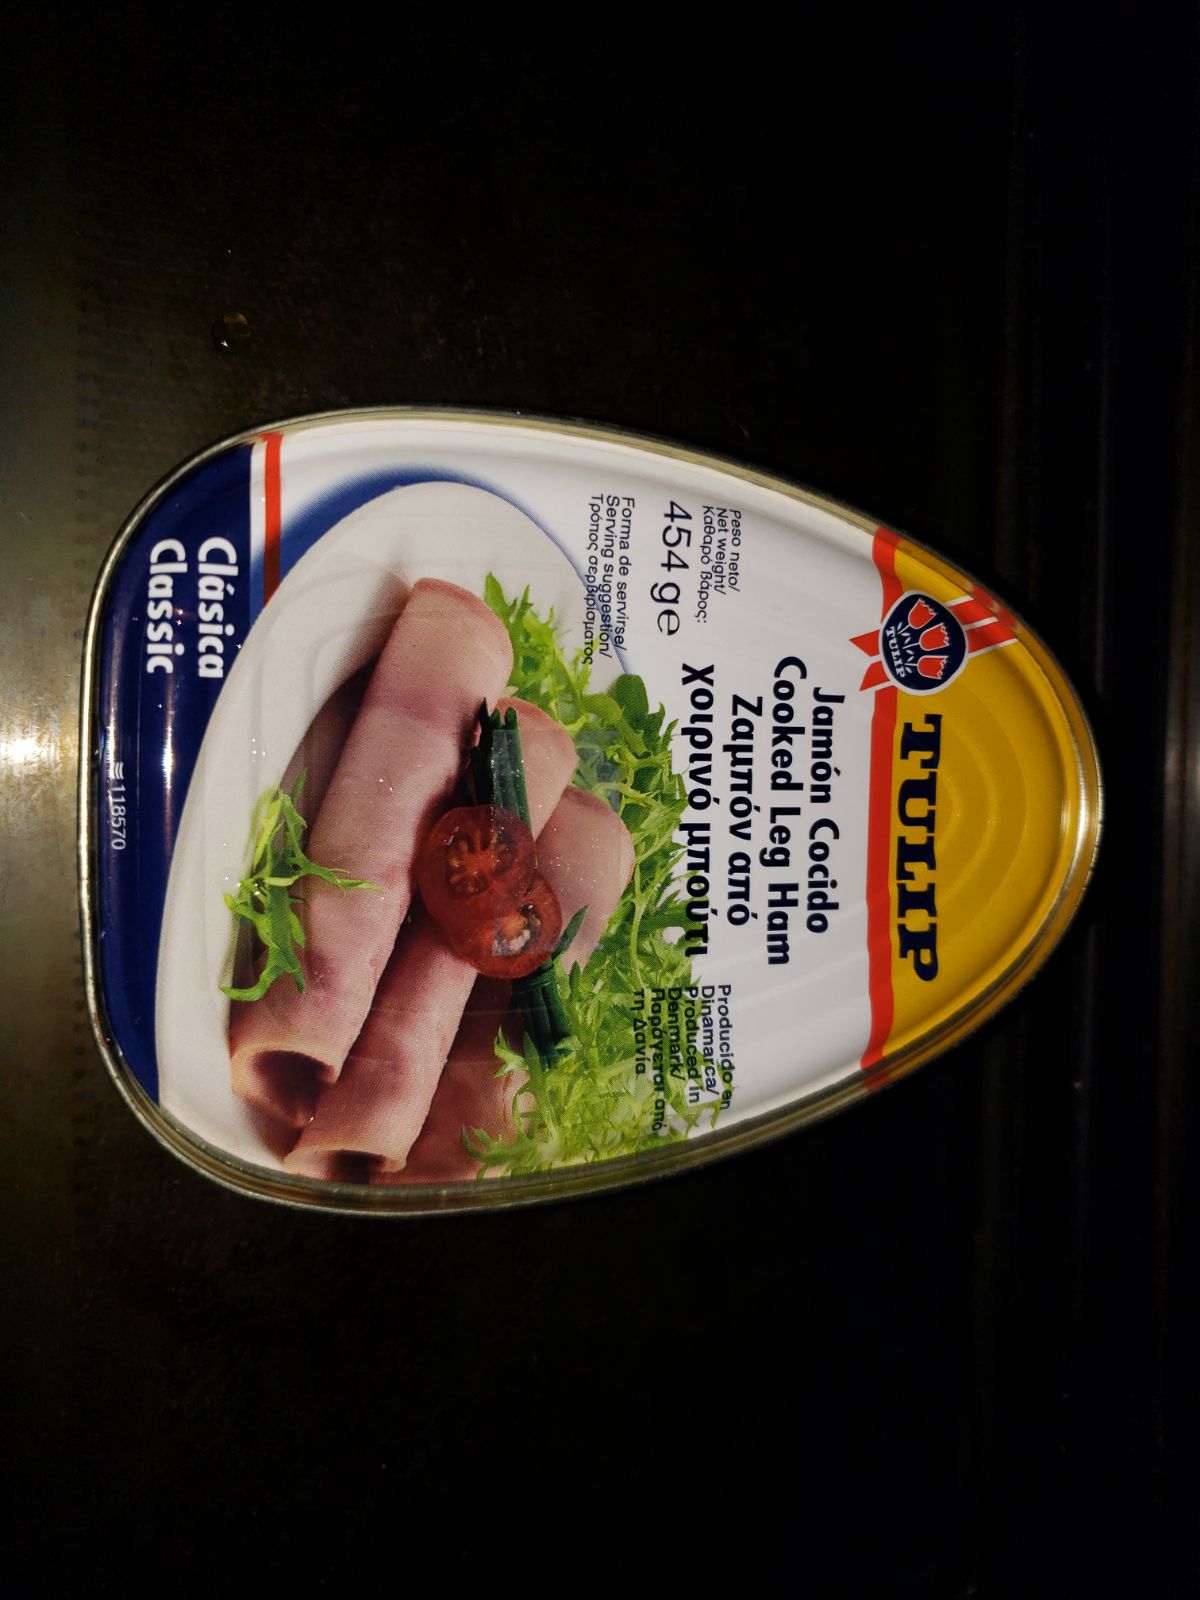 TULIP
TULIP
Jamón Cocido
Cooked Leg Ham
Ζαμπόν από
χοιρινό μπούτι
Peso neto/
Net weight/
Καθαρό Βάρος:
454 g e
Forma de servirse/
Serving suggestion/
Τρόπος σερβιρίσματος
Producido en
Dinamarca/
Produced in
Denmark/
Παράγεται από
τη Δανία
Clásica
Classic
118570